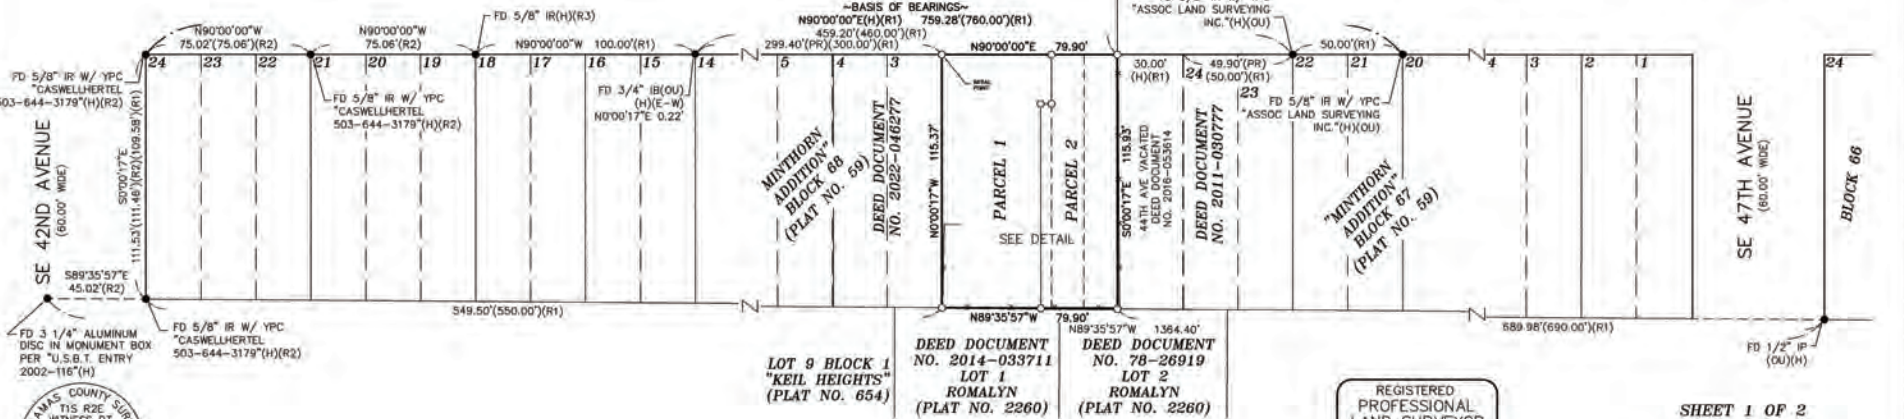 FD 5/8" IR(H)(R3)
~BASIS OF BEARINGS~
N90°00'00"E(H)(R1) 759.28'(760.00')(R1)
459.20'(460.00')(R1)
299.40'(PR)(300.00')(R1)
"ASSOC LAND SURVEYING
INC."(H)(OU)
N90°00'00"W
75.02'(75.06')(R2)
N90°00'00"W
75.06'(R2)
N90°00'00"W 100.00'(R1)
N90°00'00"E 79.90'
50.00'(R1)
24
23
22
21
20
19
18
17
16
15
14
5
4
3
30.00'
(H)(R1)
49.90'(PR)
(50.00')(R1)
24
23
22
21
20
4
3
2
1
24
FD 5/8" IR W/ YPC
"CASWELLHERTEL
503-644-3179"(H)(R2)
FD 5/8" IR W/ YPC
"CASWELLHERTEL
503-644-3179"(H)(R2)
FD 3/4" IB(OU)
(H)(E-W)
N0°00'17"E 0.22'
INITIAL
POINT
FD 5/8" IR W/ YPC
"ASSOC LAND SURVEYING
INC."(H)(OU)
SE 42ND AVENUE
(60.00' WIDE)
S0°00'17"E
111.53'(111.46')(R2)(109.58')(R1)
"MINTHORN
ADDITION"
BLOCK 68
(PLAT NO. 59)
DEED DOCUMENT
NO. 2022-046277
N0°00'17"W 115.37'
PARCEL 1
PARCEL 2
SEE DETAIL
S0°00'17"E 115.93'
44TH AVE VACATED
DEED DOCUMENT
NO. 2016-053614
DEED DOCUMENT
NO. 2011-030777
"MINTHORN
ADDITION"
BLOCK 67
(PLAT NO. 59)
SE 47TH AVENUE
(60.00' WIDE)
BLOCK 66
S89°35'57"E
45.02'(R2)
549.50'(550.00')(R1)
N89°35'57"W 79.90'
N89°35'57"W 1364.40'
689.98'(690.00')(R1)
FD 3 1/4" ALUMINUM
DISC IN MONUMENT BOX
PER "U.S.B.T. ENTRY
2002-116"(H)
FD 5/8" IR W/ YPC
"CASWELLHERTEL
503-644-3179"(H)(R2)
FD 1/2" IP
(OU)(H)
LOT 9 BLOCK 1
"KEIL HEIGHTS"
(PLAT NO. 654)
DEED DOCUMENT
NO. 2014-033711
LOT 1
ROMALYN
(PLAT NO. 2260)
DEED DOCUMENT
NO. 78-26919
LOT 2
ROMALYN
(PLAT NO. 2260)
COUNTY
T1S R2E
REGISTERED
PROFESSIONAL
LAND SURVEYOR
SHEET 1 OF 2